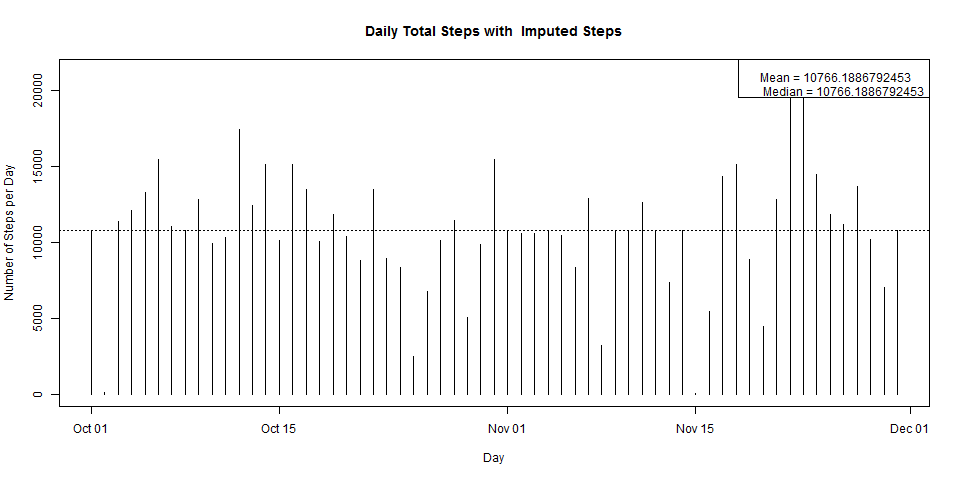 Daily Total Steps with  Imputed Steps
Mean = 10766.1886792453
Median = 10766.1886792453
Number of Steps per Day
20000
15000
10000
5000
0
Oct 01 Oct 15 Nov 01 Nov 15 Dec 01
Day